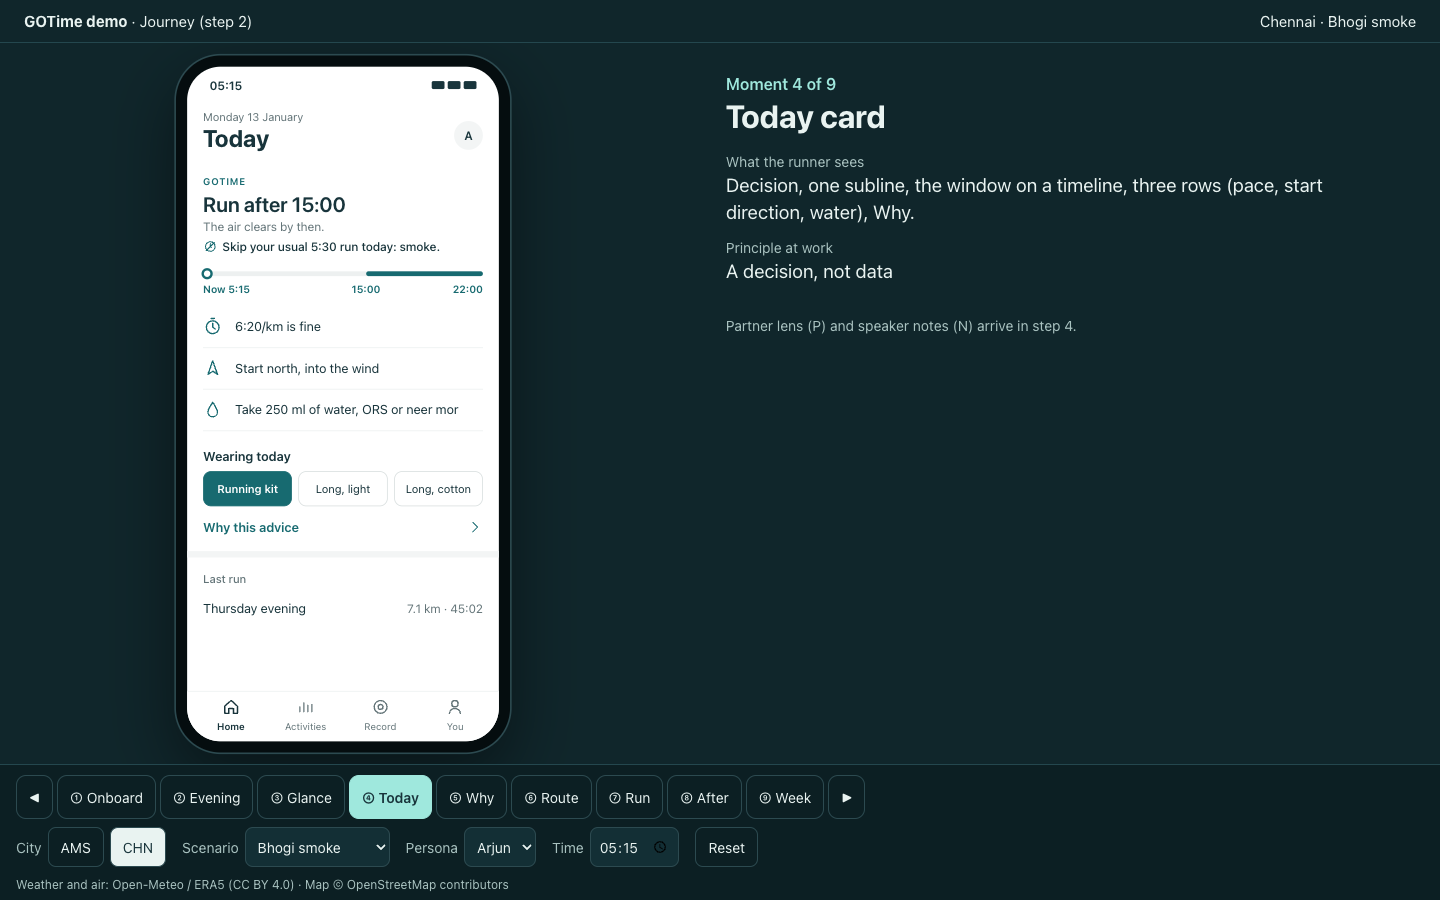 GOTime demo · Journey (step 2)
Chennai · Bhogi smoke
05:15
Monday 13 January
Today
A
GOTIME
Run after 15:00
The air clears by then.
Skip your usual 5:30 run today: smoke.
Now 5:15 15:00 22:00
6:20/km is fine
Start north, into the wind
Take 250 ml of water, ORS or neer mor
Wearing today
Running kit Long, light Long, cotton
Why this advice
Last run
Thursday evening 7.1 km · 45:02
Home Activities Record You
Moment 4 of 9
Today card
What the runner sees
Decision, one subline, the window on a timeline, three rows (pace, start
direction, water), Why.
Principle at work
A decision, not data
Partner lens (P) and speaker notes (N) arrive in step 4.
◀ ① Onboard ② Evening ③ Glance ④ Today ⑤ Why ⑥ Route ⑦ Run ⑧ After ⑨ Week ▶
City AMS CHN Scenario Bhogi smoke Persona Arjun Time 05:15 Reset
Weather and air: Open-Meteo / ERA5 (CC BY 4.0) · Map © OpenStreetMap contributors